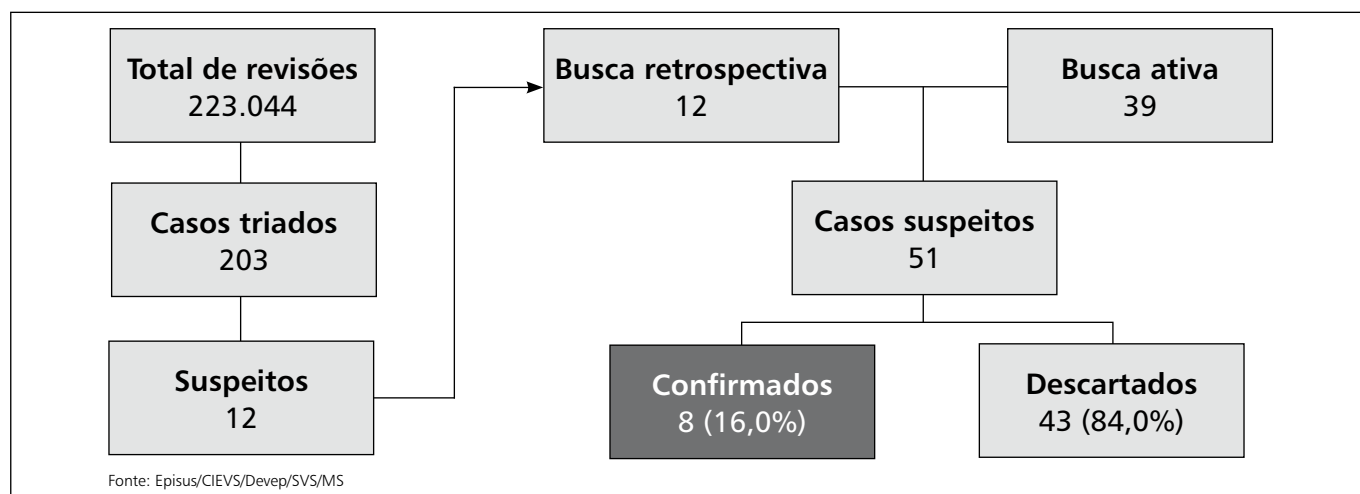 Total de revisões
223.044
Casos triados
203
Suspeitos
12
Busca retrospectiva
12
Busca ativa
39
Casos suspeitos
51
Confirmados
8 (16,0%)
Descartados
43 (84,0%)
Fonte: Episus/CIEVS/Devep/SVS/MS